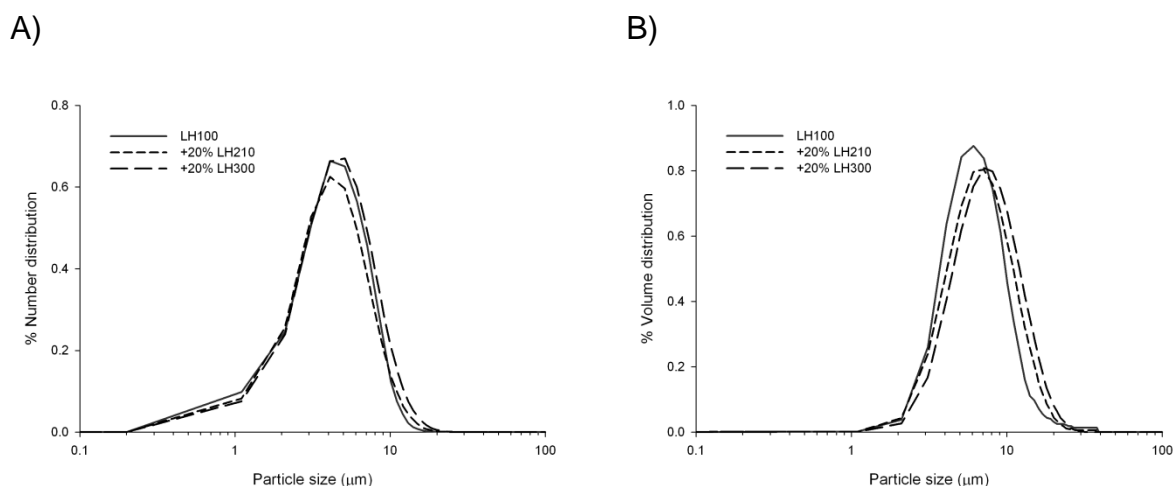 A)
B)
% Number distribution
0.8
0.6
0.4
0.2
0.0
LH100
+20% LH210
+20% LH300
0.1
1
10
100
Particle size (μm)
% Volume distribution
1.0
0.8
0.6
0.4
0.2
0.0
LH100
+20% LH210
+20% LH300
0.1
1
10
100
Particle size (μm)